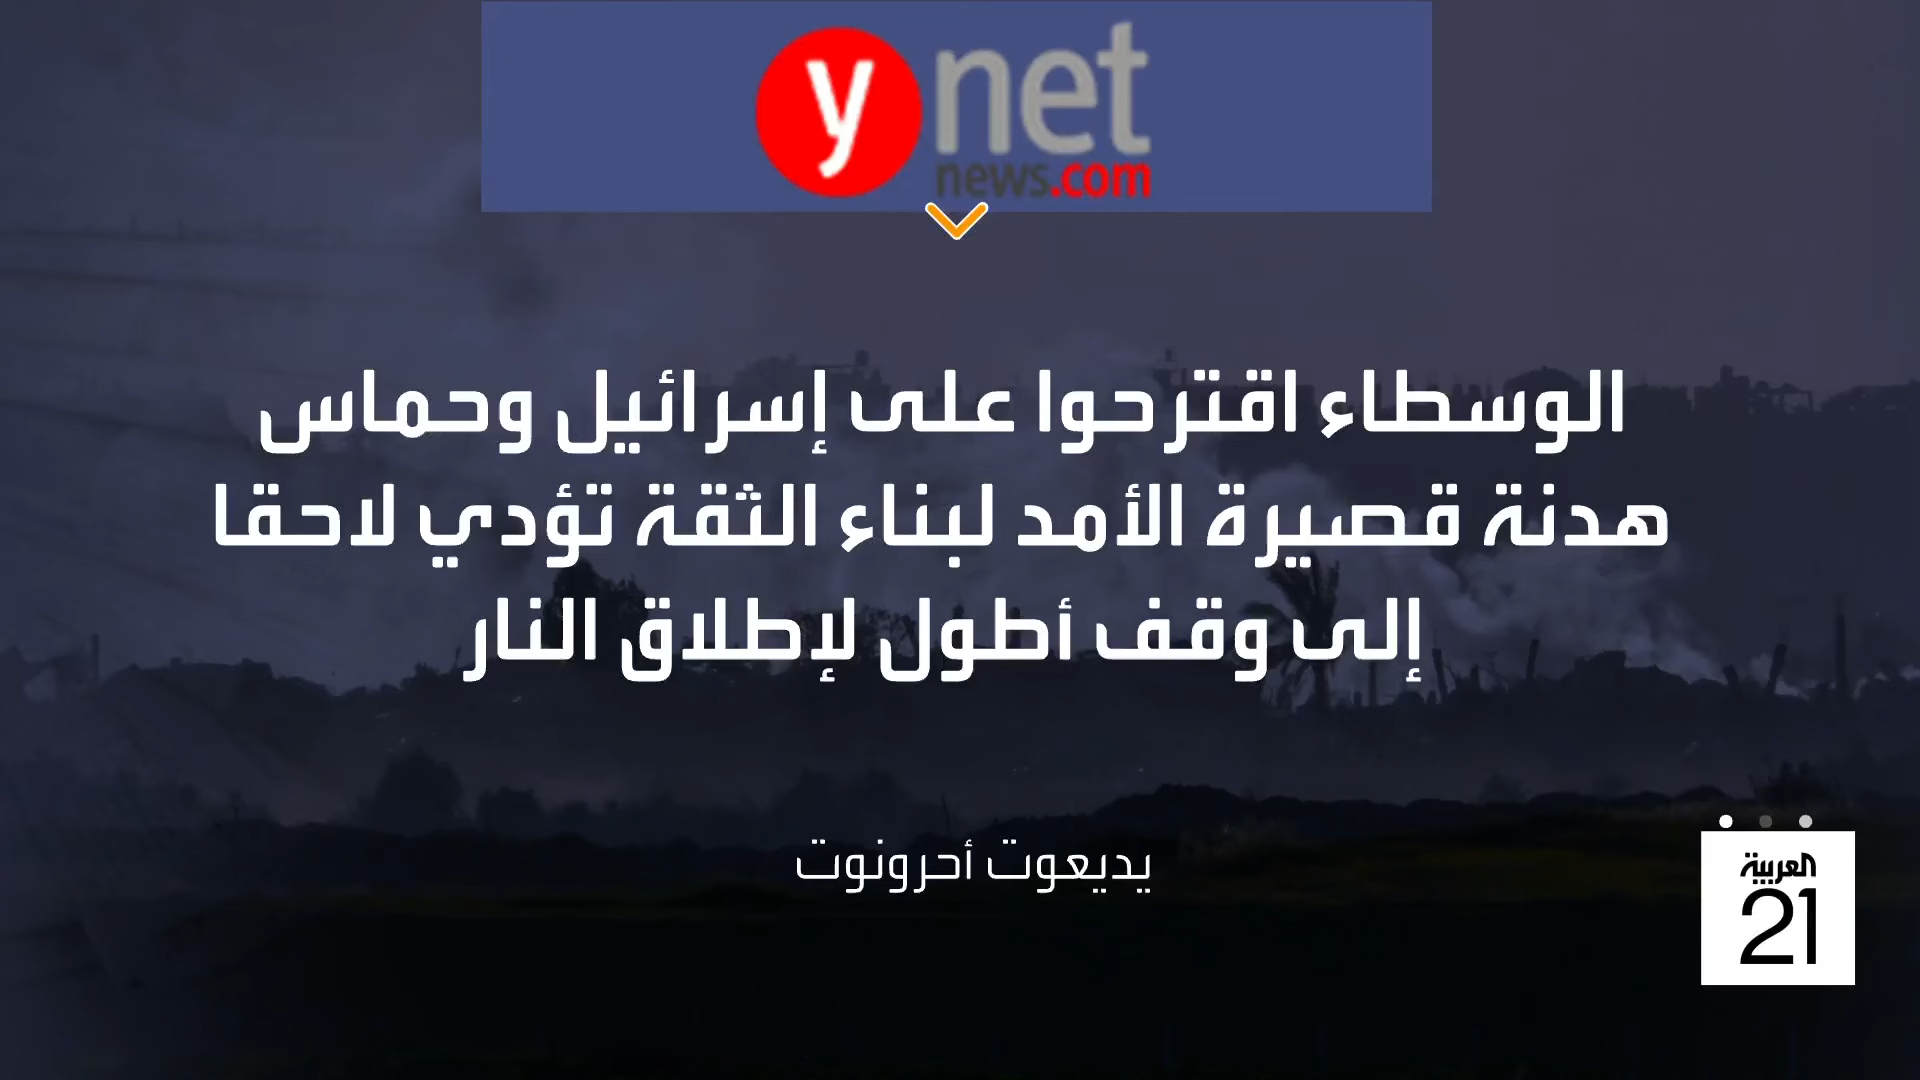 ynet
news.com
الوسطاء اقترحوا على إسرائيل وحماس
هدنة قصيرة الأمد لبناء الثقة تؤدي لاحقا
إلى وقف أطول لإطلاق النار
يديعوت أحرونوت
العربية
21